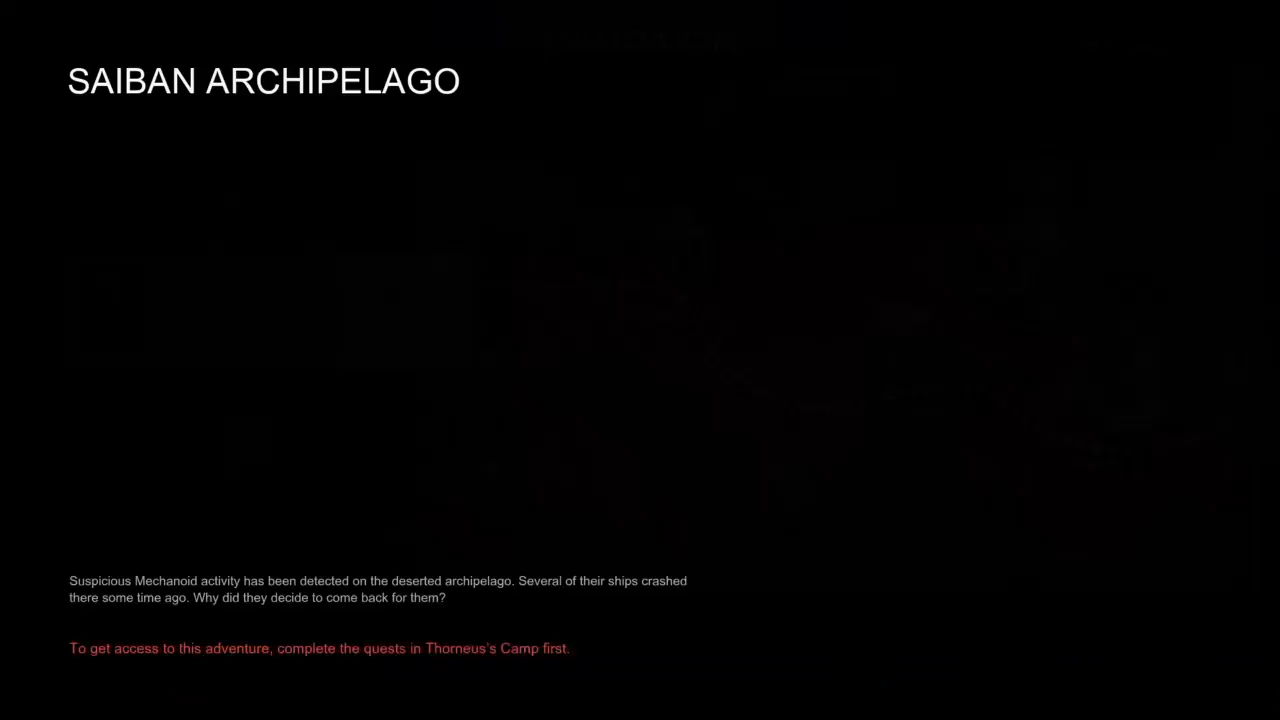 SAIBAN ARCHIPELAGO
Suspicious Mechanoid activity has been detected on the deserted archipelago. Several of their ships crashed
there some time ago. Why did they decide to come back for them?
To get access to this adventure, complete the quests in Thorneus's Camp first.